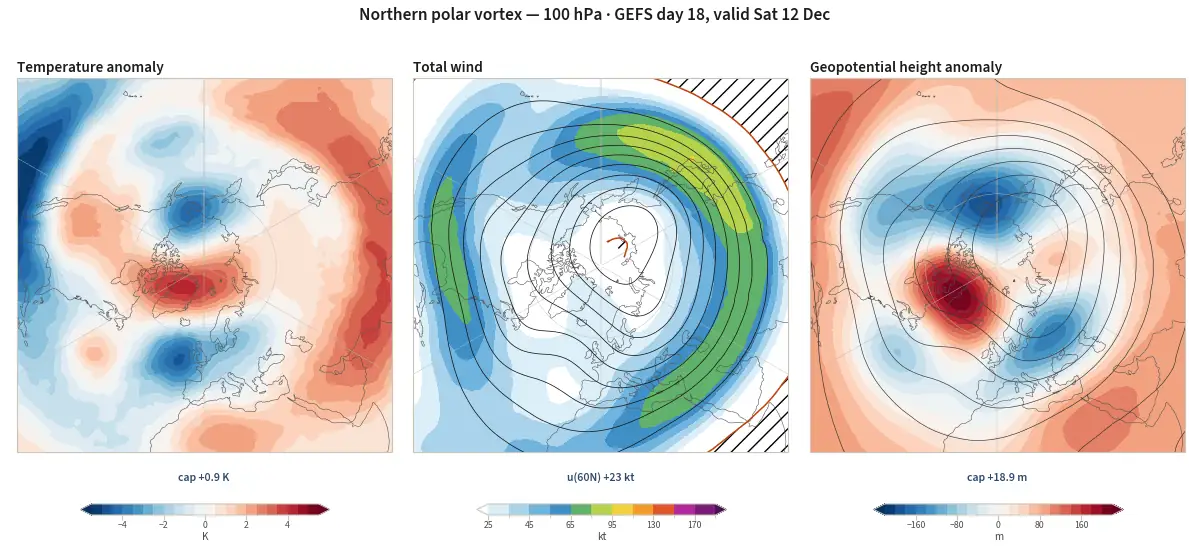 Northern polar vortex — 100 hPa · GEFS day 18, valid Sat 12 Dec
Temperature anomaly
Total wind
Geopotential height anomaly
cap +0.9 K
u(60N) +23 kt
cap +18.9 m
−4 −2 0 2 4
K
25 45 65 95 130 170
kt
−160 −80 0 80 160
m